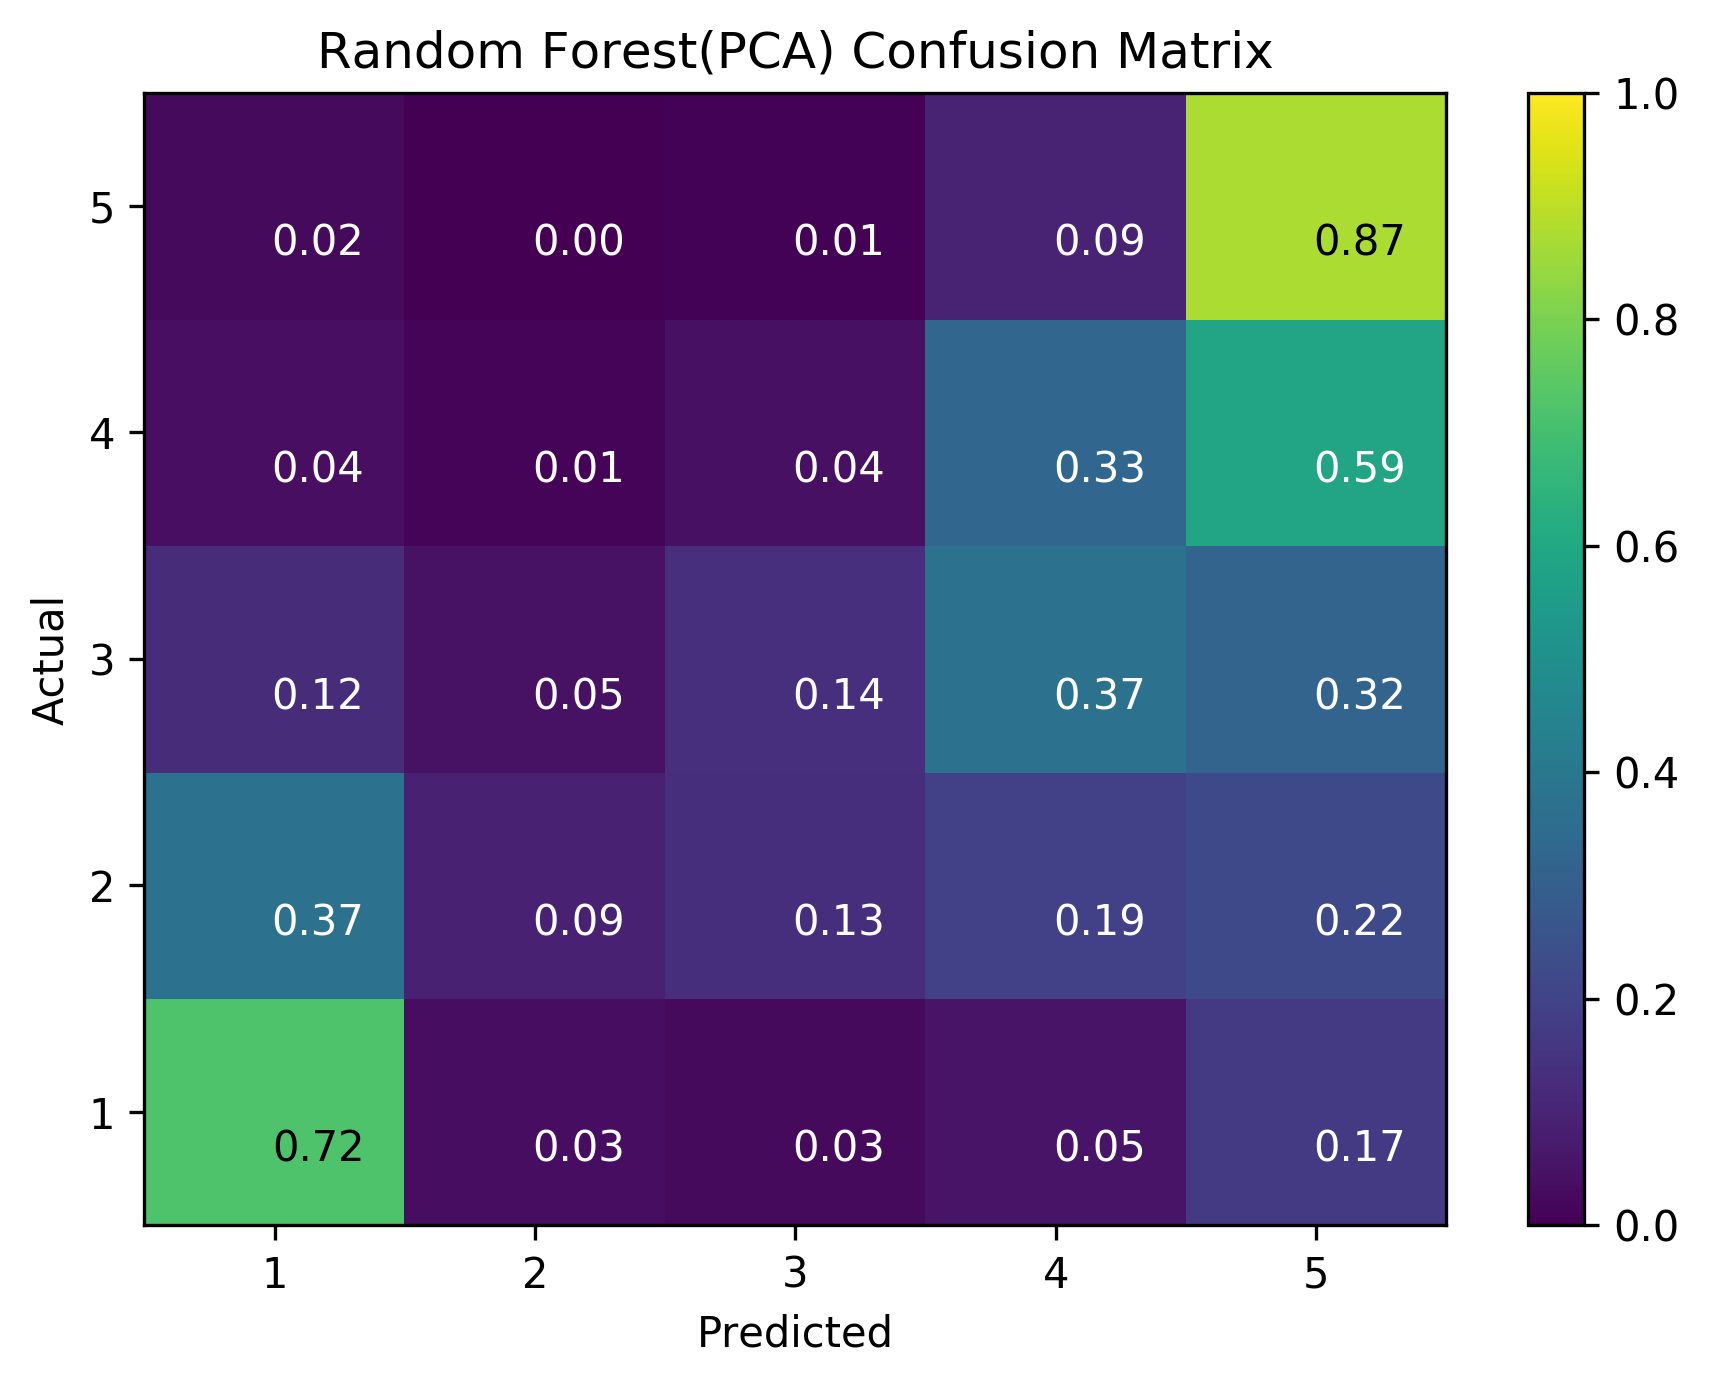 Random Forest(PCA) Confusion Matrix
5 0.02 0.00 0.01 0.09 0.87
4 0.04 0.01 0.04 0.33 0.59
3 0.12 0.05 0.14 0.37 0.32
2 0.37 0.09 0.13 0.19 0.22
1 0.72 0.03 0.03 0.05 0.17
1 2 3 4 5
Actual
Predicted
1.0
0.8
0.6
0.4
0.2
0.0